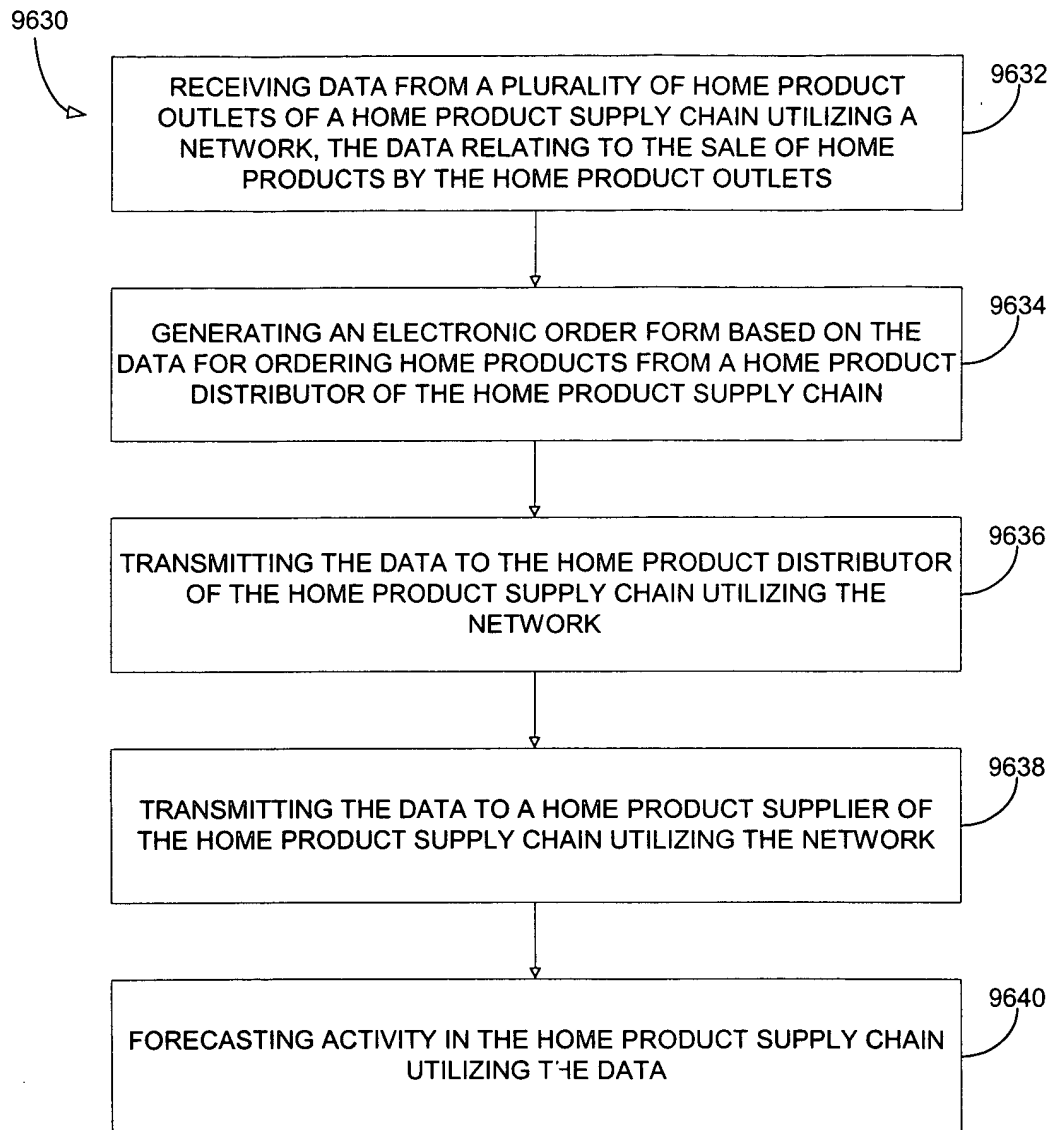 9630
RECEIVING DATA FROM A PLURALITY OF HOME PRODUCT
OUTLETS OF A HOME PRODUCT SUPPLY CHAIN UTILIZING A
NETWORK, THE DATA RELATING TO THE SALE OF HOME
PRODUCTS BY THE HOME PRODUCT OUTLETS
9632
GENERATING AN ELECTRONIC ORDER FORM BASED ON THE
DATA FOR ORDERING HOME PRODUCTS FROM A HOME PRODUCT
DISTRIBUTOR OF THE HOME PRODUCT SUPPLY CHAIN
9634
TRANSMITTING THE DATA TO THE HOME PRODUCT DISTRIBUTOR
OF THE HOME PRODUCT SUPPLY CHAIN UTILIZING THE
NETWORK
9636
TRANSMITTING THE DATA TO A HOME PRODUCT SUPPLIER OF
THE HOME PRODUCT SUPPLY CHAIN UTILIZING THE NETWORK
9638
FORECASTING ACTIVITY IN THE HOME PRODUCT SUPPLY CHAIN
UTILIZING THE DATA
9640